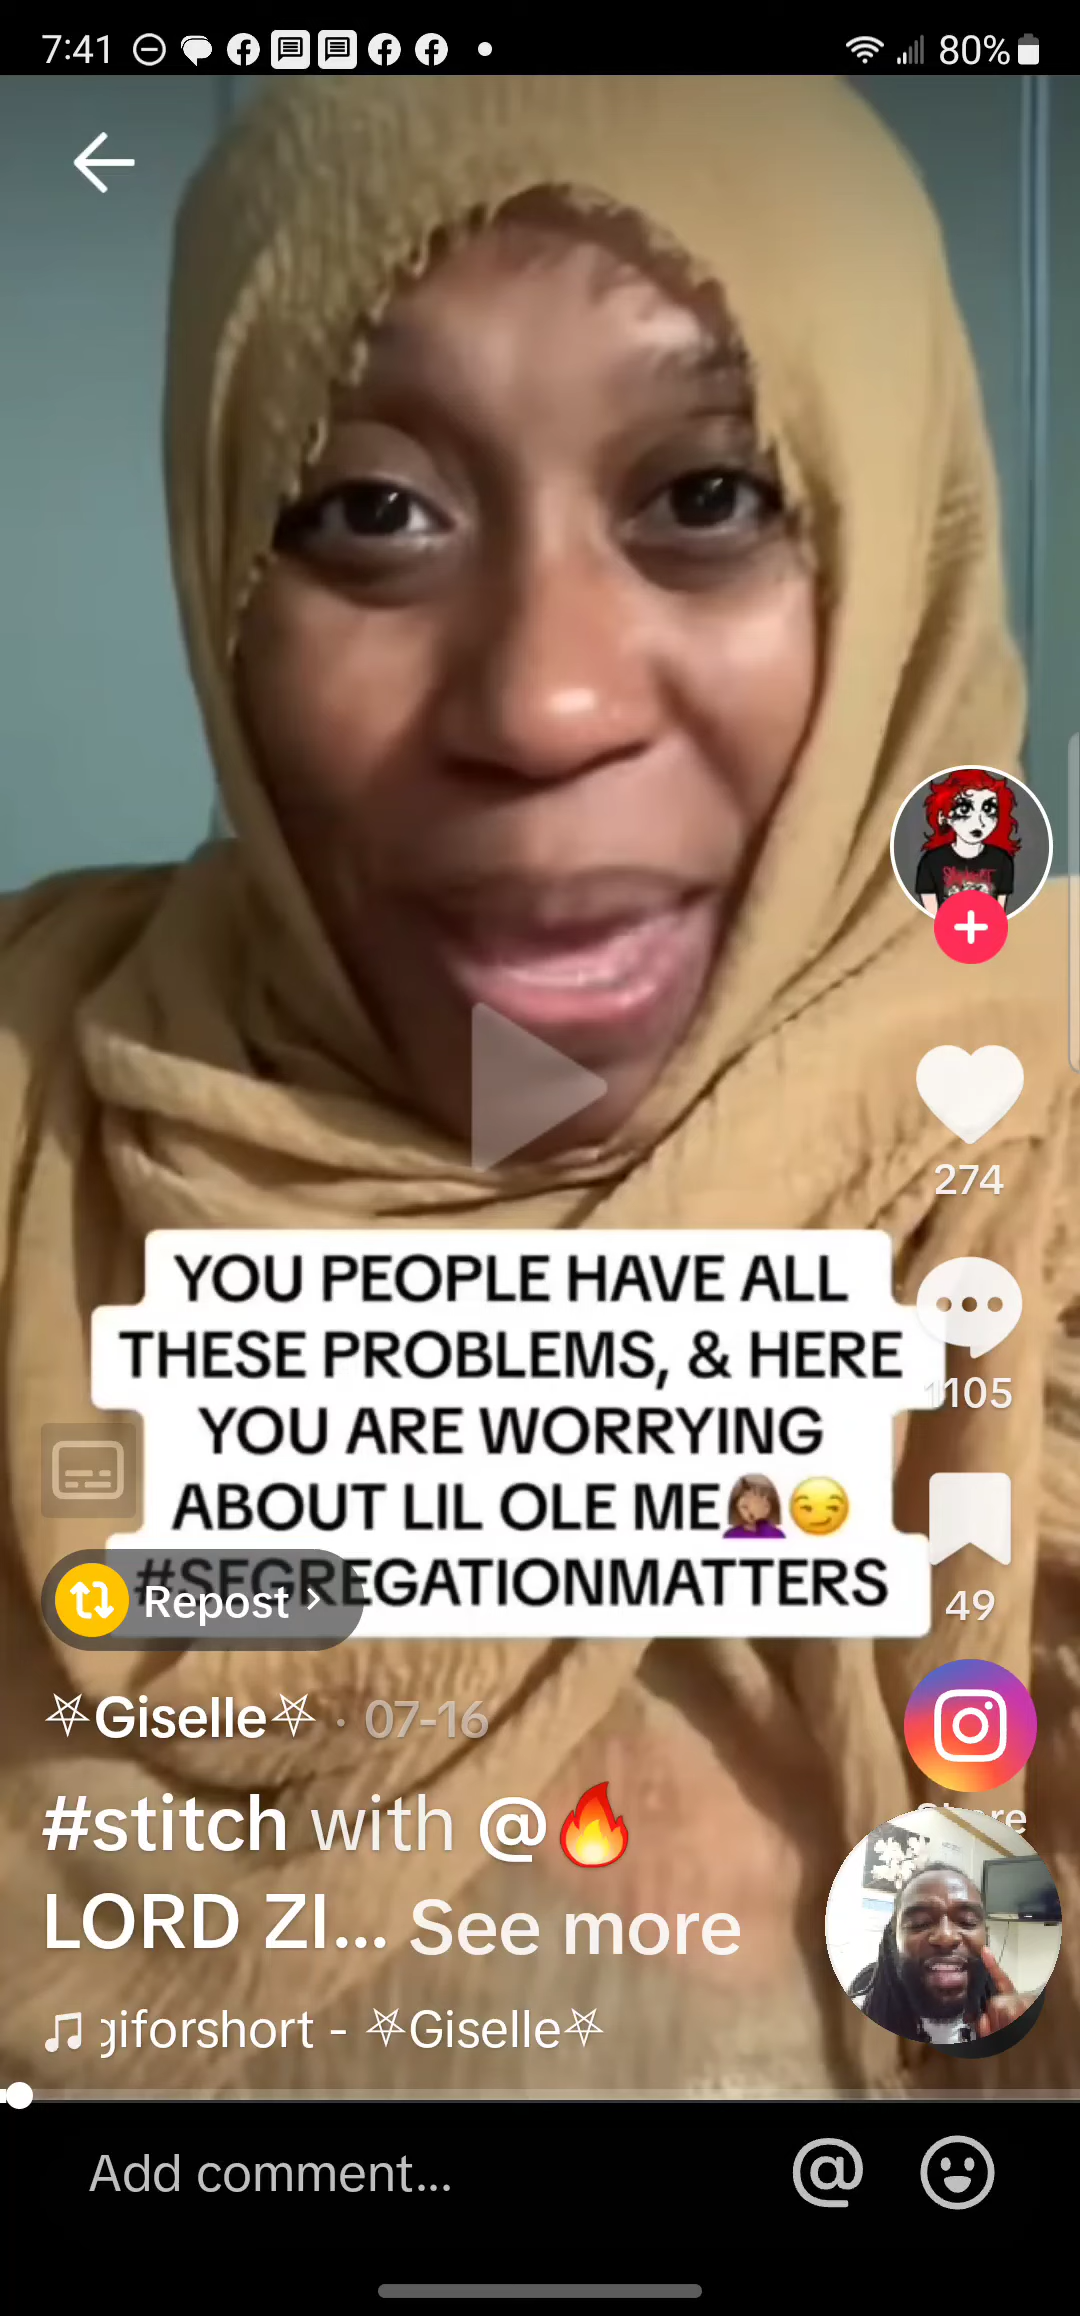 7:41
80%
274
YOU PEOPLE HAVE ALL
THESE PROBLEMS, & HERE
YOU ARE WORRYING
ABOUT LIL OLE ME🤦🏽‍♀️😏
#SEGREGATIONMATTERS
1105
49
Repost >
⛧Giselle⛧ · 07-16
#stitch with @🔥
LORD ZI... See more
giforshort - ⛧Giselle⛧
Add comment...